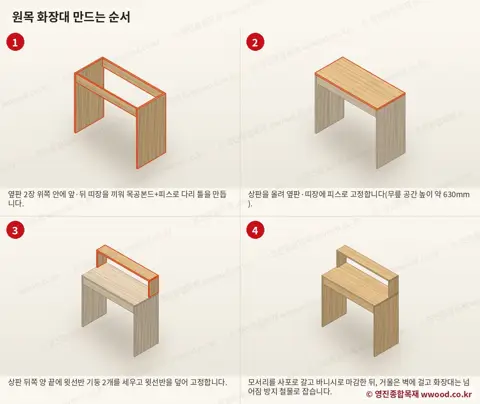 원목 화장대 만드는 순서
1
2
옆판 2장 위쪽 안에 앞·뒤 띠장을 끼워 목공본드+피스로 다리 틀을 만듭
니다.
상판을 올려 옆판·띠장에 피스로 고정합니다(무릎 공간 높이 약 630mm
).
3
4
상판 뒤쪽 양 끝에 윗선반 기둥 2개를 세우고 윗선반을 덮어 고정합니다.
모서리를 사포로 갈고 바니시로 마감한 뒤, 거울은 벽에 걸고 화장대는 넘
어짐 방지 철물로 잡습니다.
© 영진종합목재 wwood.co.kr